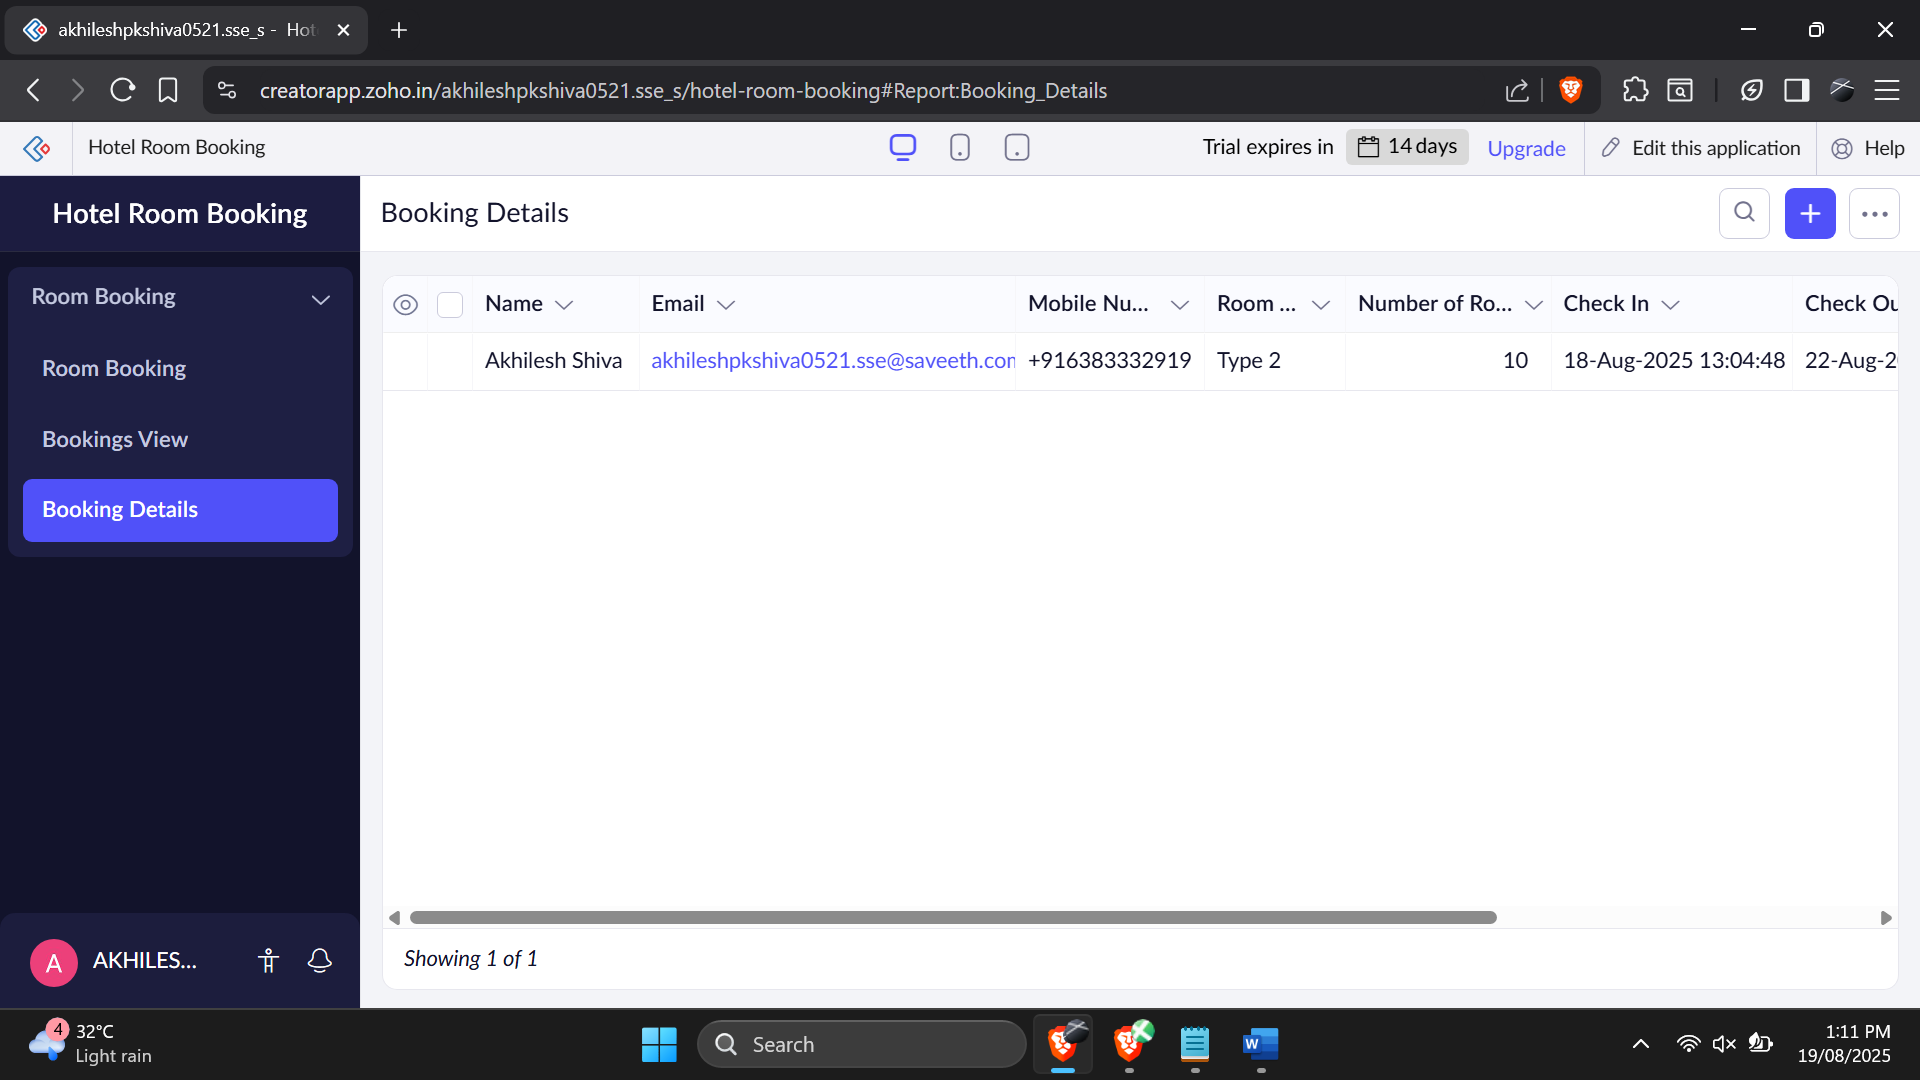 akhileshpkshiva0521.sse_s - Hot
creatorapp.zoho.in/akhileshpkshiva0521.sse_s/hotel-room-booking#Report:Booking_Details
Hotel Room Booking
Trial expires in 14 days Upgrade Edit this application Help
Hotel Room Booking
Booking Details
Room Booking
Room Booking
Bookings View
Booking Details
Name Email Mobile Nu... Room ... Number of Ro... Check In Check Ou
Akhilesh Shiva akhileshpkshiva0521.sse@saveeth.com +916383332919 Type 2 10 18-Aug-2025 13:04:48 22-Aug-2
Showing 1 of 1
A AKHILES...
4
32°C
Light rain
Search
W
1:11 PM
19/08/2025